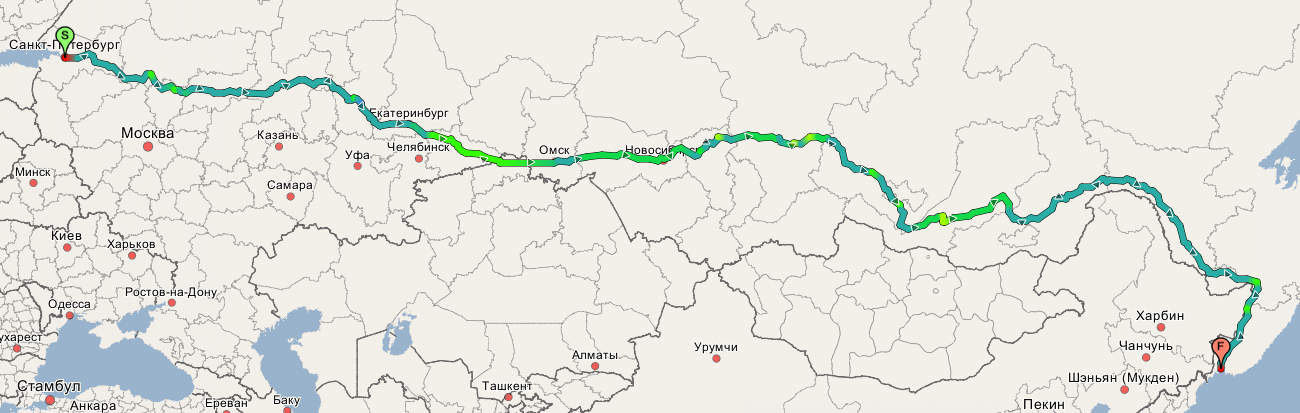 S
Санкт-Петербург
Екатеринбург
Москва
Казань
Челябинск
Омск
Новосибирск
Уфа
Минск
Самара
Киев
Харьков
Ростов-на-Дону
Одесса
ухарест
Харбин
Чанчунь
F
Алматы
Урумчи
Шэньян (Мукден)
Стамбул
Ташкент
Анкара
Ереван
Баку
Пекин